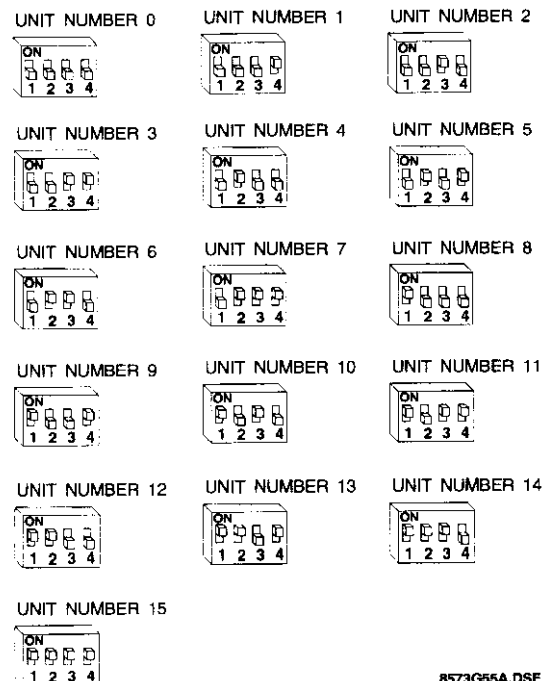 UNIT NUMBER 0
UNIT NUMBER 1
UNIT NUMBER 2
ON
1 2 3 4
ON
1 2 3 4
ON
1 2 3 4
UNIT NUMBER 3
UNIT NUMBER 4
UNIT NUMBER 5
ON
1 2 3 4
ON
1 2 3 4
ON
1 2 3 4
UNIT NUMBER 6
UNIT NUMBER 7
UNIT NUMBER 8
ON
1 2 3 4
ON
1 2 3 4
ON
1 2 3 4
UNIT NUMBER 9
UNIT NUMBER 10
UNIT NUMBER 11
ON
1 2 3 4
ON
1 2 3 4
ON
1 2 3 4
UNIT NUMBER 12
UNIT NUMBER 13
UNIT NUMBER 14
ON
1 2 3 4
ON
1 2 3 4
ON
1 2 3 4
UNIT NUMBER 15
ON
1 2 3 4
8573G55A.DSF